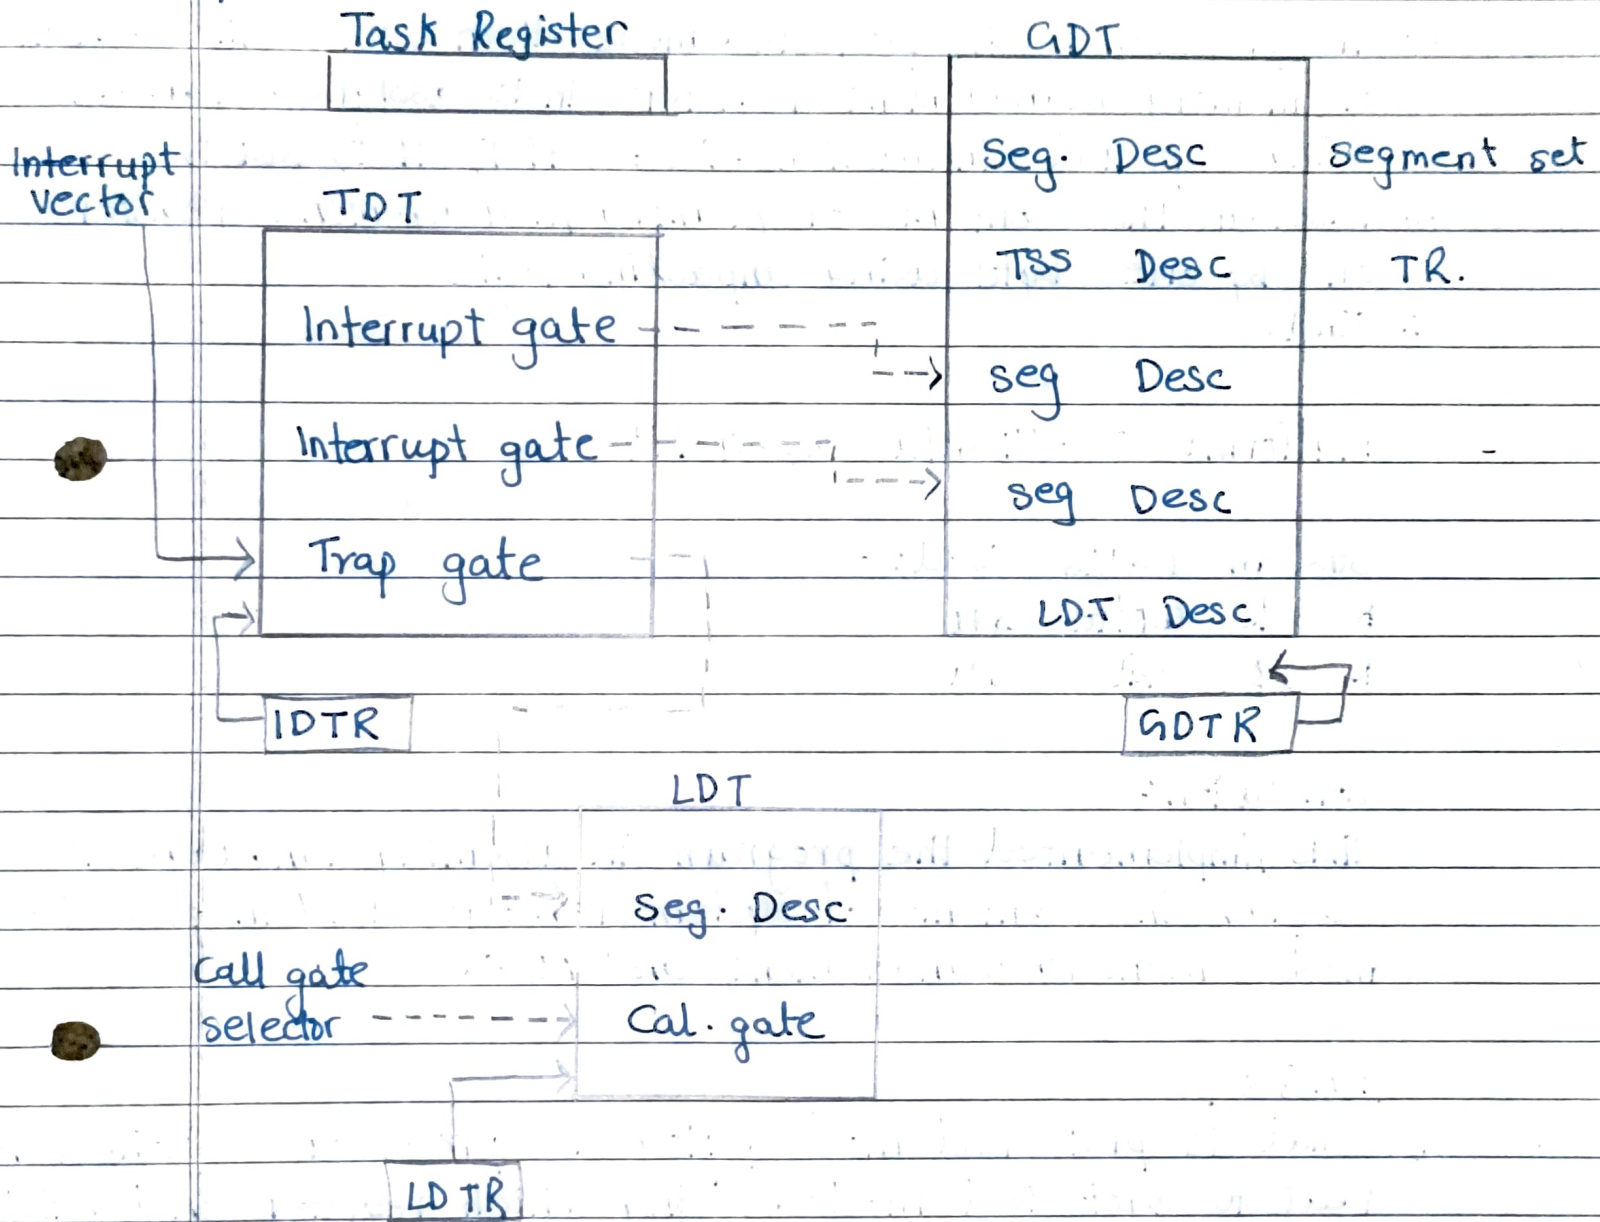 Task Register
GDT
Interrupt
vector
Seg. Desc
segment set
TDT
TSS Desc
TR.
Interrupt gate
seg Desc
Interrupt gate
seg Desc
Trap gate
LDT Desc
IDTR
GDTR
LDT
Seg. Desc
Call gate
selector
Cal. gate
LDTR